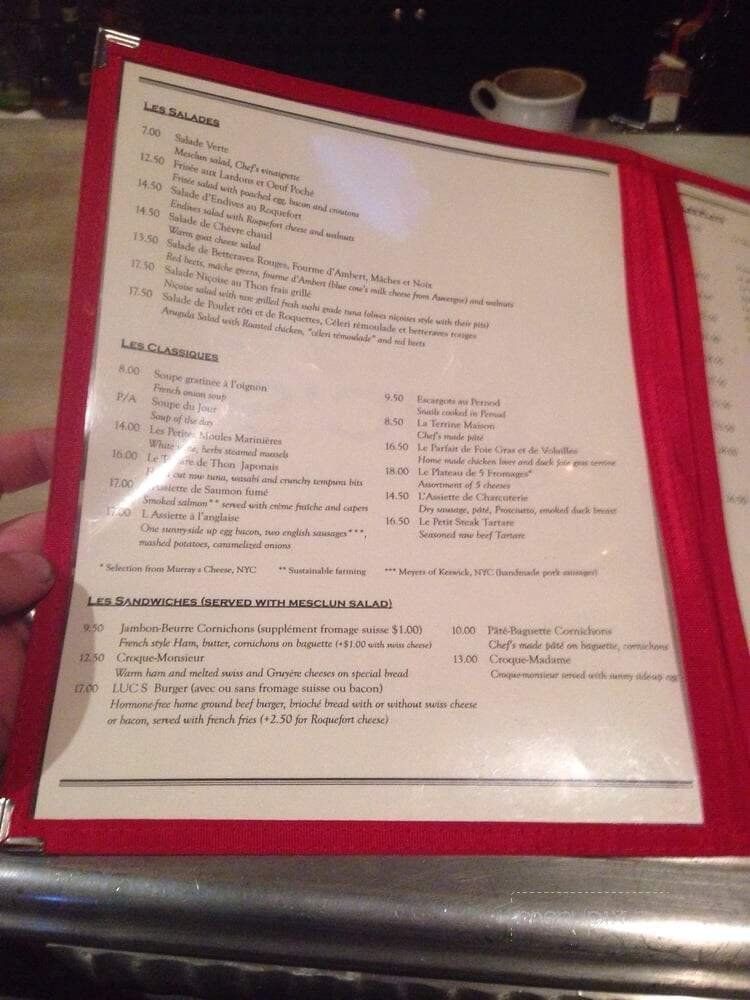 LES SALADES
7.00 Salade Verte
Mesclun salad, Chef's vinaigrette
12.50 Frisée aux Lardons et Oeuf Poché
Frisée salad with poached egg, bacon and croutons
14.50 Salade d'Endives au Roquefort
Endives salad with Roquefort cheese and walnuts
14.50 Salade de Chèvre chaud
Warm goat cheese salad
13.50 Salade de Betteraves Rouges, Fourme d'Ambert, Mâches et Noix
Red beets, mâche greens, fourme d'Ambert (blue cow's milk cheese from Auvergne) and walnuts
17.50 Salade Niçoise au Thon frais grillé
Niçoise salad with rare grilled fresh sushi grade tuna (olives niçoises style with their pits)
17.50 Salade de Poulet rôti et de Roquettes, Céleri rémoulade et betteraves rouges
Arugula Salad with Roasted chicken, "céleri rémoulade" and red beets
LES CLASSIQUES
8.00 Soupe gratinée à l'oignon
French onion soup
P/A Soupe du Jour
Soup of the day
14.00 Les Petites Moules Marinières
White wine, herbs steamed mussels
16.00 Le Tartare de Thon Japonais
cut raw tuna, wasabi and crunchy tempura bits
17.00 Assiette de Saumon fumé
Smoked salmon** served with crème fraîche and capers
17.00 L'Assiette à l'anglaise
One sunny-side up egg bacon, two english sausages***,
mashed potatoes, caramelized onions
9.50 Escargots au Pernod
Snails cooked in Pernod
8.50 La Terrine Maison
Chef's made pâté
16.50 Le Parfait de Foie Gras et de Volailles
Home made chicken liver and duck foie gras terrine
18.00 Le Plateau de 5 Fromages*
Assortment of 5 cheeses
14.50 L'Assiette de Charcuterie
Dry sausage, pâté, Prosciutto, smoked duck breast
16.50 Le Petit Steak Tartare
Seasoned raw beef Tartare
* Selection from Murray's Cheese, NYC ** Sustainable farming *** Meyers of Keswick, NYC (handmade pork sausages)
LES SANDWICHES (SERVED WITH MESCLUN SALAD)
9.50 Jambon-Beurre Cornichons (supplément fromage suisse $1.00)
French style Ham, butter, cornichons on baguette (+$1.00 with swiss cheese)
12.50 Croque-Monsieur
Warm ham and melted swiss and Gruyère cheeses on special bread
17.00 LUC'S Burger (avec ou sans fromage suisse ou bacon)
Hormone-free home ground beef burger, brioché bread with or without swiss cheese
or bacon, served with french fries (+2.50 for Roquefort cheese)
10.00 Pâté-Baguette Cornichons
Chef's made pâté on baguette, cornichons
13.00 Croque-Madame
Croque-monsieur served with sunny side-up egg